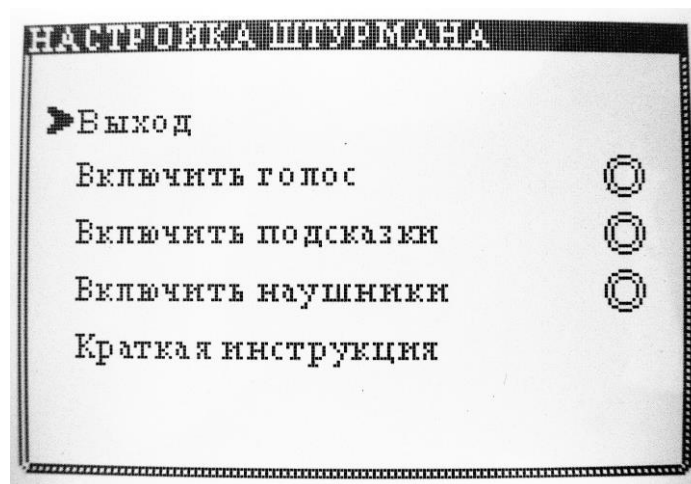 НАСТРОЙКА ШТУРМАНА
Выход
Включить голос
Включить подсказки
Включить наушники
Краткая инструкция